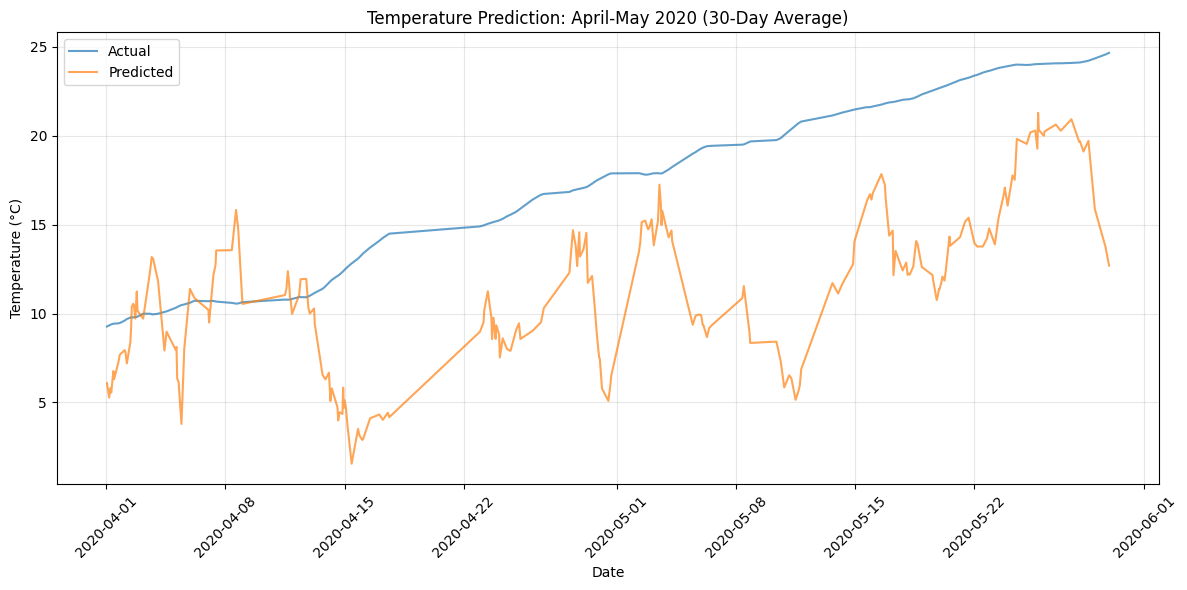 Temperature Prediction: April-May 2020 (30-Day Average)
Actual
Predicted
Temperature (°C)
25
20
15
10
5
2020-04-01
2020-04-08
2020-04-15
2020-04-22
2020-05-01
2020-05-08
2020-05-15
2020-05-22
2020-06-01
Date